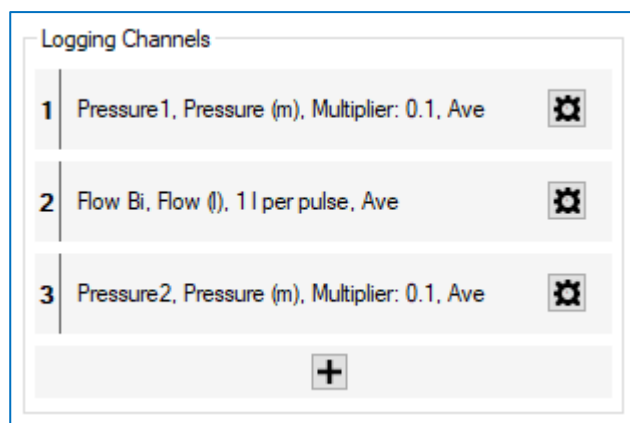 Logging Channels
1 Pressure1, Pressure (m), Multiplier: 0.1, Ave
2 Flow Bi, Flow (l), 1 l per pulse, Ave
3 Pressure2, Pressure (m), Multiplier: 0.1, Ave
+